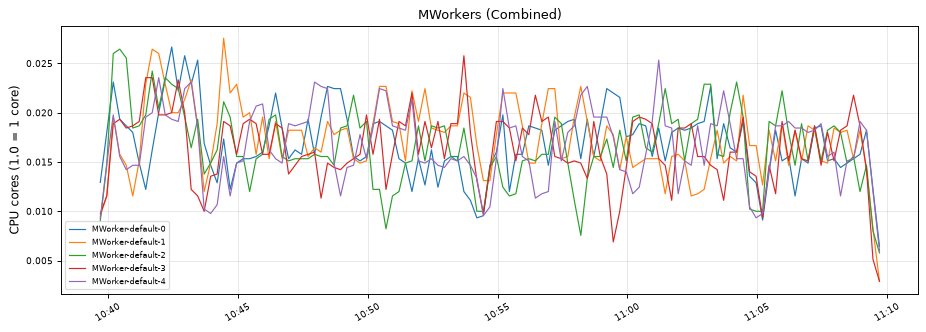 MWorkers (Combined)
CPU cores (1.0 = 1 core)
0.025
0.020
0.015
0.010
0.005
MWorker-default-0
MWorker-default-1
MWorker-default-2
MWorker-default-3
MWorker-default-4
10:40
10:45
10:50
10:55
11:00
11:05
11:10